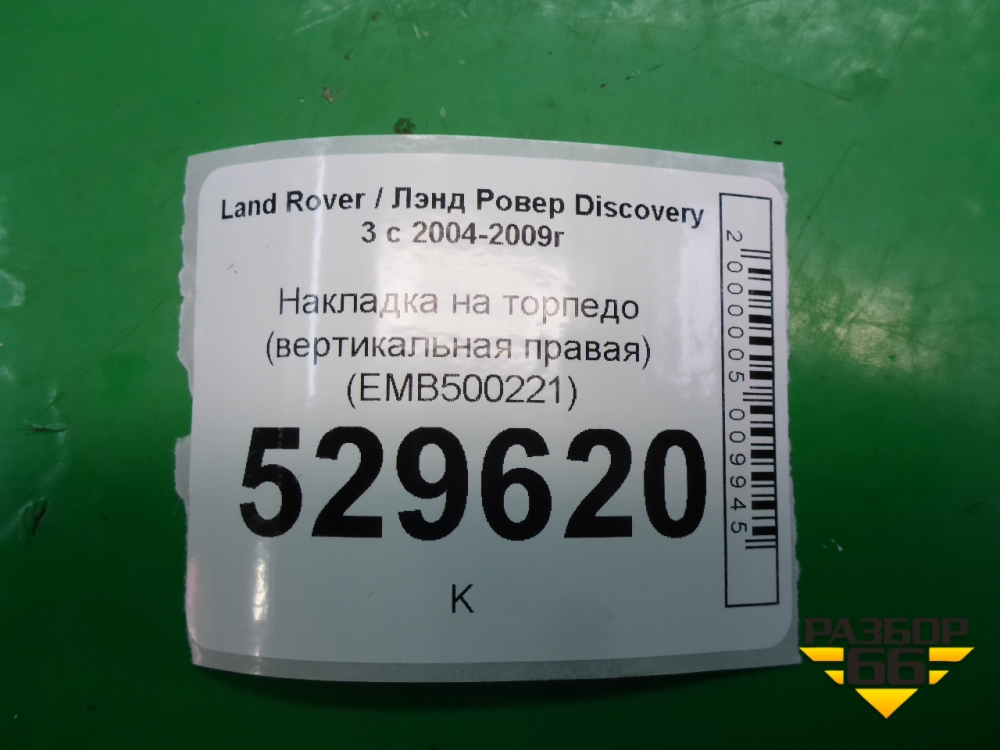 Land Rover / Лэнд Ровер Discovery
3 с 2004-2009г
Накладка на торпедо
(вертикальная правая)
(EMB500221)
529620
К
2000005009945
РАЗБОР
66